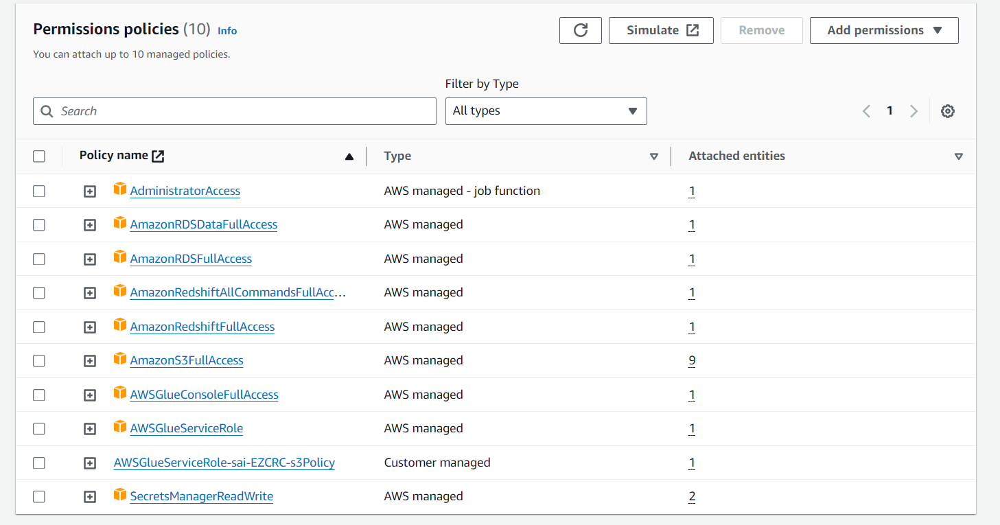 Permissions policies (10) Info
Simulate
Remove
Add permissions
You can attach up to 10 managed policies.
Filter by Type
Search
All types
1
Policy name
Type
Attached entities
AdministratorAccess AWS managed - job function 1
AmazonRDSDataFullAccess AWS managed 1
AmazonRDSFullAccess AWS managed 1
AmazonRedshiftAllCommandsFullAcc... AWS managed 1
AmazonRedshiftFullAccess AWS managed 1
AmazonS3FullAccess AWS managed 9
AWSGlueConsoleFullAccess AWS managed 1
AWSGlueServiceRole AWS managed 1
AWSGlueServiceRole-sai-EZCRC-s3Policy Customer managed 1
SecretsManagerReadWrite AWS managed 2